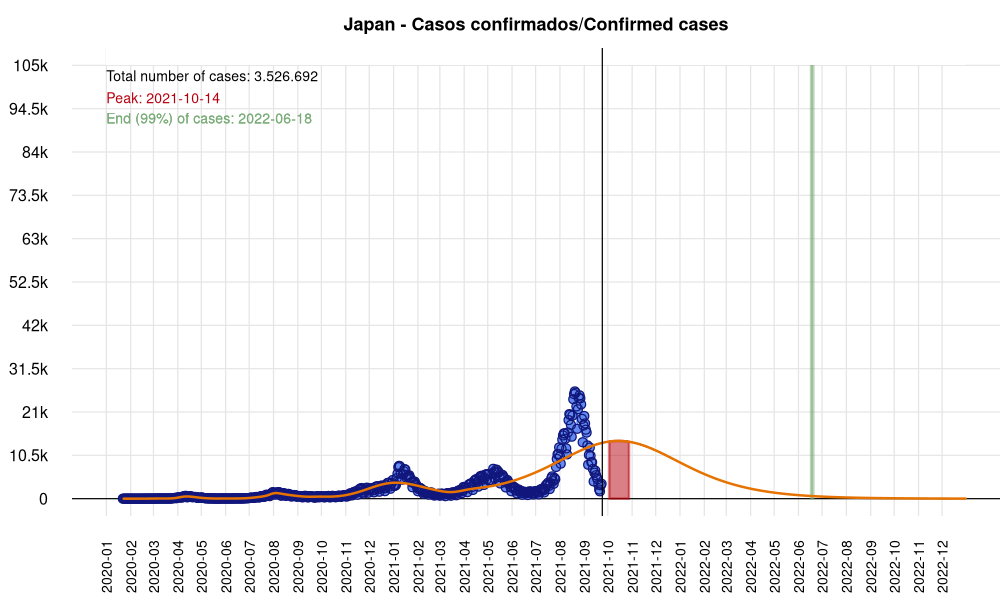 Japan - Casos confirmados/Confirmed cases
Total number of cases: 3.526.692
Peak: 2021-10-14
End (99%) of cases: 2022-06-18
105k
94.5k
84k
73.5k
63k
52.5k
42k
31.5k
21k
10.5k
0
2020-01
2020-02
2020-03
2020-04
2020-05
2020-06
2020-07
2020-08
2020-09
2020-10
2020-11
2020-12
2021-01
2021-02
2021-03
2021-04
2021-05
2021-06
2021-07
2021-08
2021-09
2021-10
2021-11
2021-12
2022-01
2022-02
2022-03
2022-04
2022-05
2022-06
2022-07
2022-08
2022-09
2022-10
2022-11
2022-12